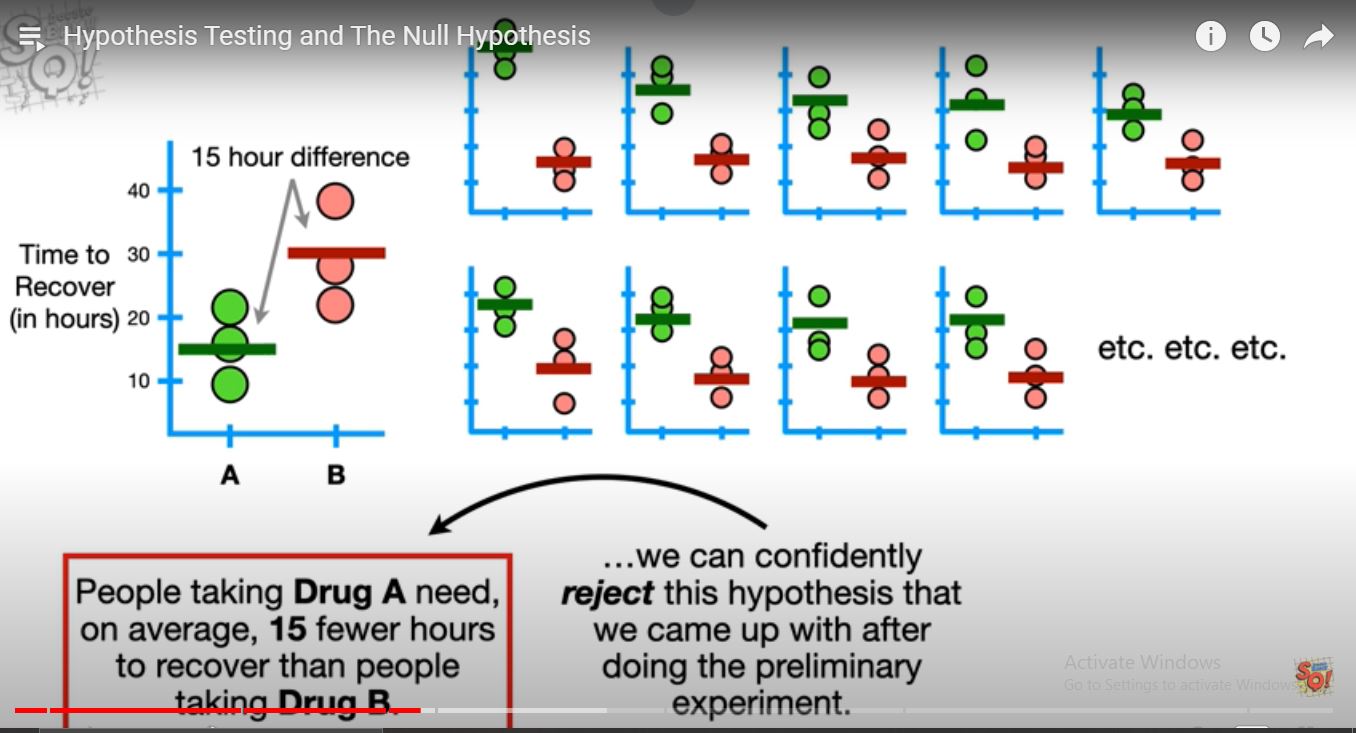 Hypothesis Testing and The Null Hypothesis
15 hour difference
Time to
Recover
(in hours)
40
30
20
10
A
B
etc. etc. etc.
People taking Drug A need,
on average, 15 fewer hours
to recover than people
taking Drug B.
...we can confidently
reject this hypothesis that
we came up with after
doing the preliminary
experiment.
Activate Windows
Go to Settings to activate Windows
SQ!